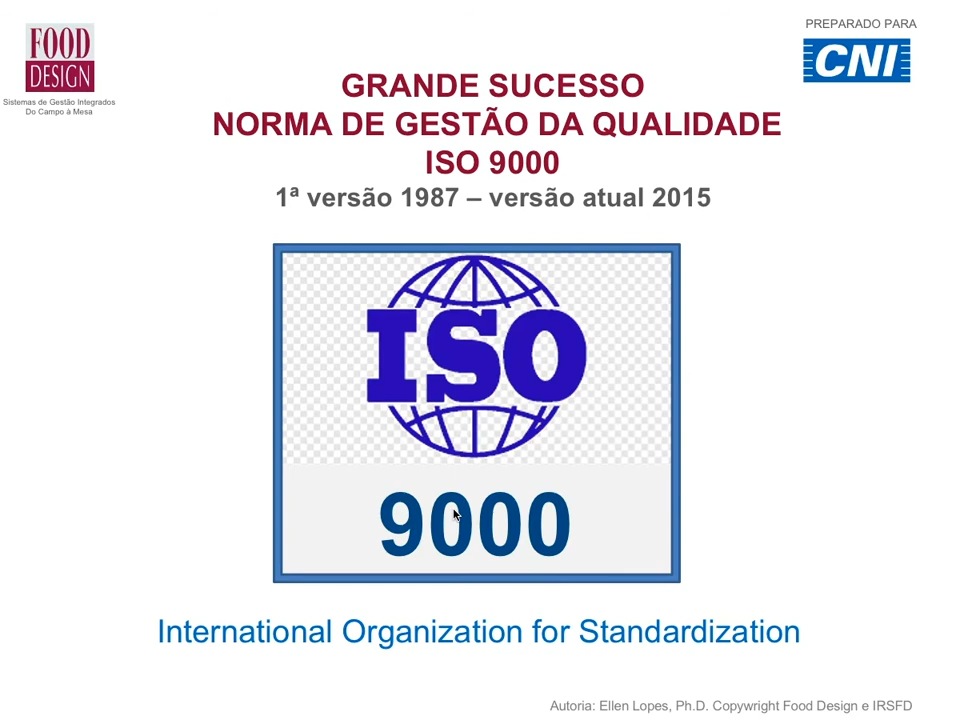 FOOD
DESIGN
Sistemas de Gestão Integrados
Do Campo à Mesa
PREPARADO PARA
CNI
GRANDE SUCESSO
NORMA DE GESTÃO DA QUALIDADE
ISO 9000
1ª versão 1987 – versão atual 2015
ISO
9000
International Organization for Standardization
Autoria: Ellen Lopes, Ph.D. Copywright Food Design e IRSFD